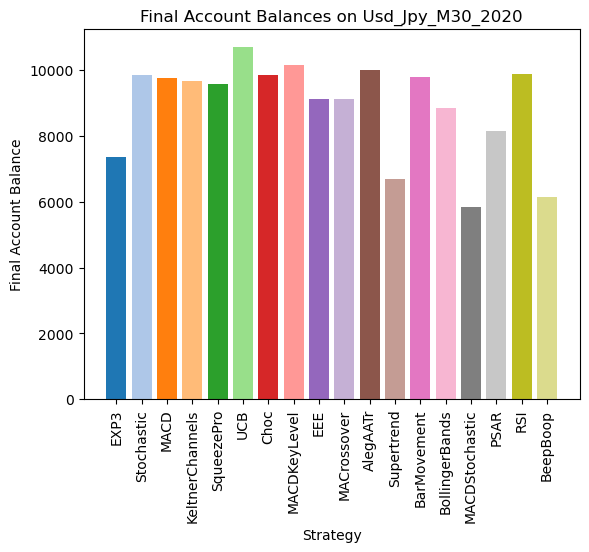 Final Account Balances on Usd_Jpy_M30_2020
Final Account Balance
10000
8000
6000
4000
2000
0
EXP3
Stochastic
MACD
KeltnerChannels
SqueezePro
UCB
Choc
MACDKeyLevel
EEE
MACrossover
AlegAATr
Supertrend
BarMovement
BollingerBands
MACDStochastic
PSAR
RSI
BeepBoop
Strategy